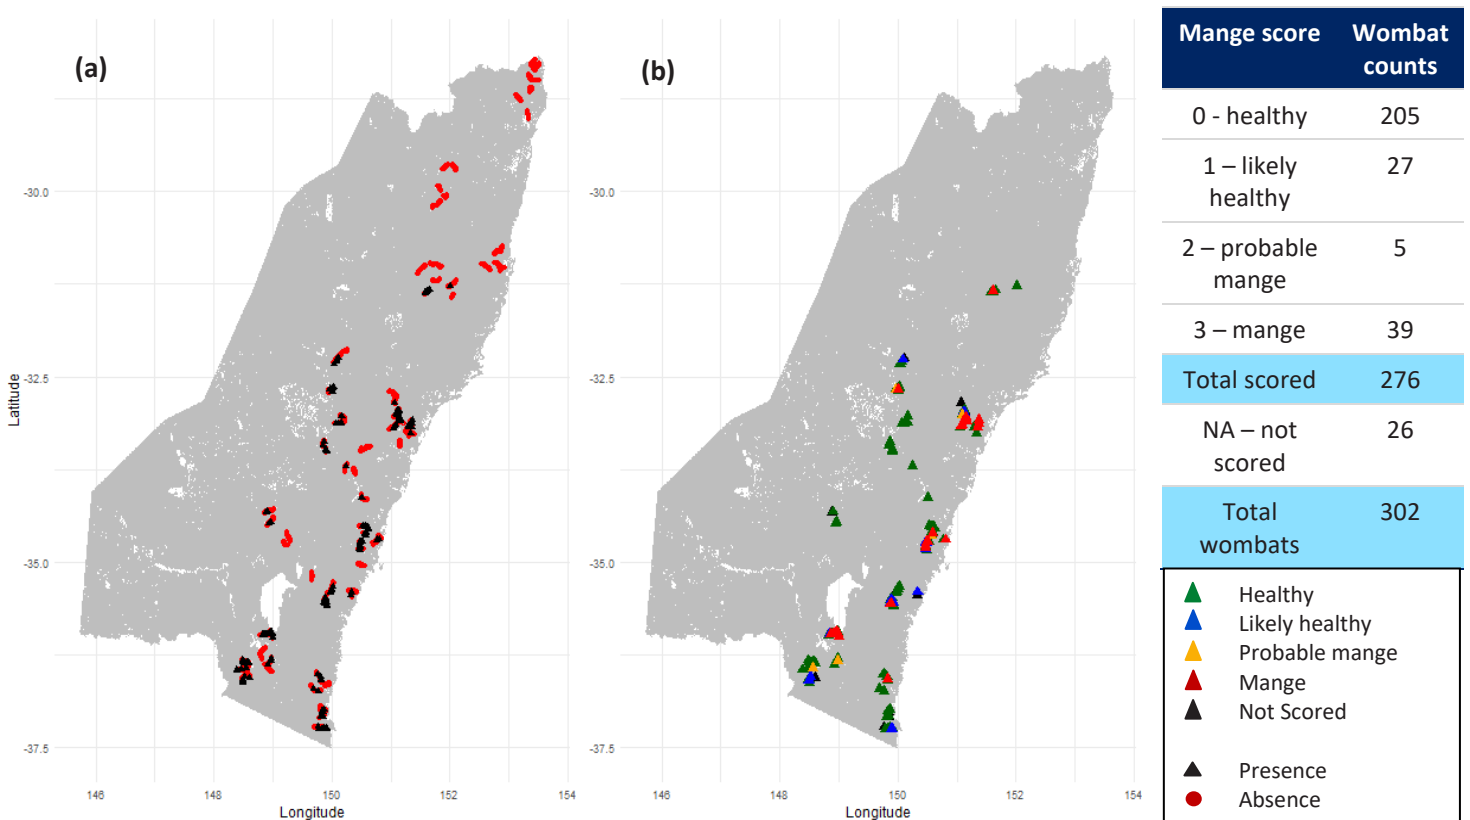 (a)
-30.0
-32.5
-35.0
-37.5
Latitude
146
148
150
152
154
Longitude
(b)
-30.0
-32.5
-35.0
-37.5
146
148
150
152
154
Longitude
Mange score Wombat
counts
0 - healthy 205
1 – likely 27
healthy
2 – probable 5
mange
3 – mange 39
Total scored 276
NA – not 26
scored
Total 302
wombats
Healthy
Likely healthy
Probable mange
Mange
Not Scored
Presence
Absence